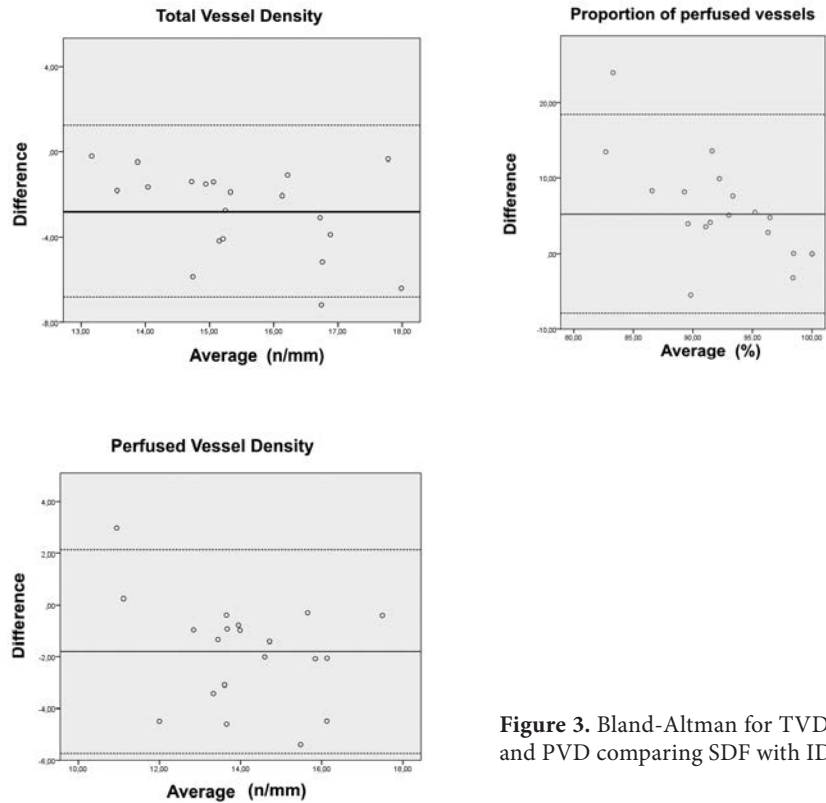 Total Vessel Density
4,00
,00
-4,00
-8,00
Difference
13,00 14,00 15,00 16,00 17,00 18,00
Average (n/mm)
Proportion of perfused vessels
20,00
10,00
,00
-10,00
Difference
80,00 85,00 90,00 95,00 100,00
Average (%)
Perfused Vessel Density
4,00
2,00
,00
-2,00
-4,00
-6,00
Difference
10,00 12,00 14,00 16,00 18,00
Average (n/mm)
Figure 3. Bland-Altman for TVD
and PVD comparing SDF with ID